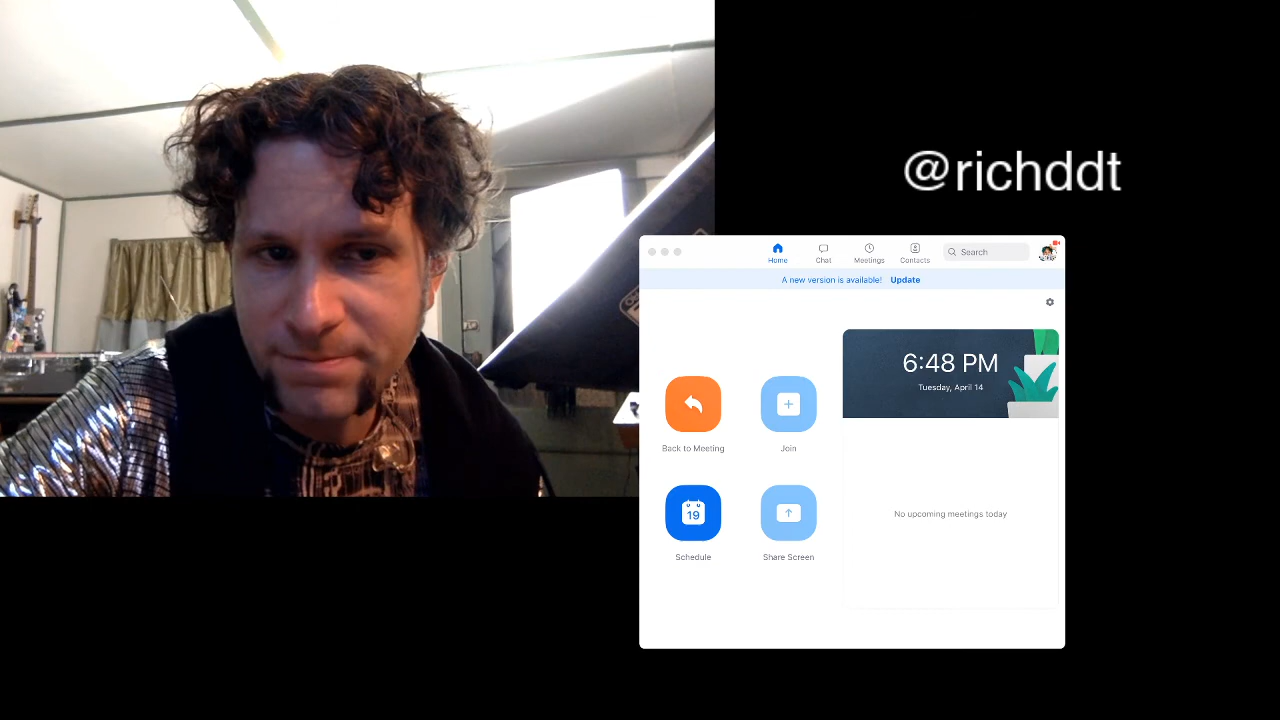 @richddt
Home
Chat
Meetings
Contacts
Search
A new version is available! Update
6:48 PM
Tuesday, April 14
Back to Meeting
Join
19
Schedule
Share Screen
No upcoming meetings today